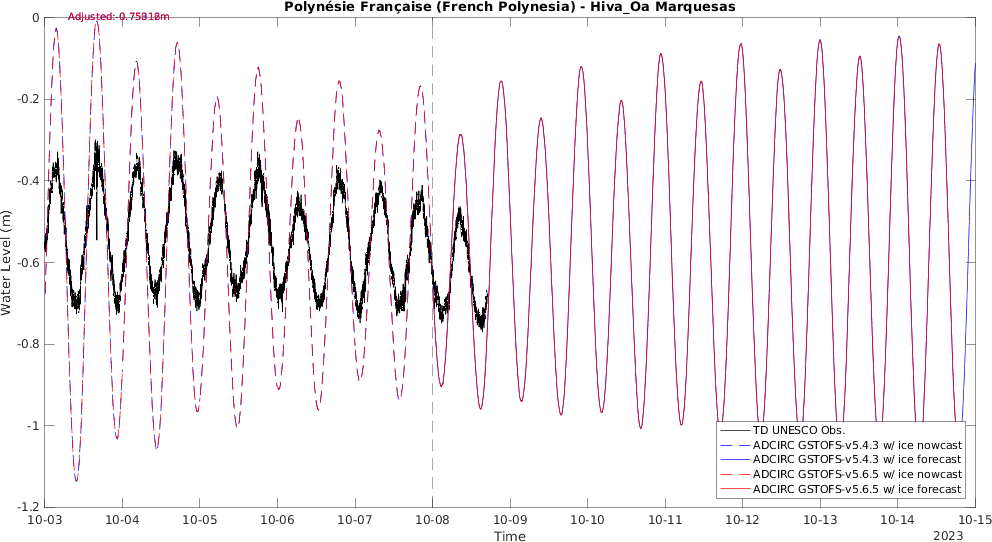 Polynésie Française (French Polynesia) - Hiva_Oa Marquesas
Adjusted:
0
-0.2
-0.4
-0.6
-0.8
-1
-1.2
Water Level (m)
10-03 10-04 10-05 10-06 10-07 10-08 10-09 10-10 10-11 10-12 10-13 10-14 10-15
Time
2023
TD UNESCO Obs.
ADCIRC GSTOFS-v5.4.3 w/ ice nowcast
ADCIRC GSTOFS-v5.4.3 w/ ice forecast
ADCIRC GSTOFS-v5.6.5 w/ ice nowcast
ADCIRC GSTOFS-v5.6.5 w/ ice forecast